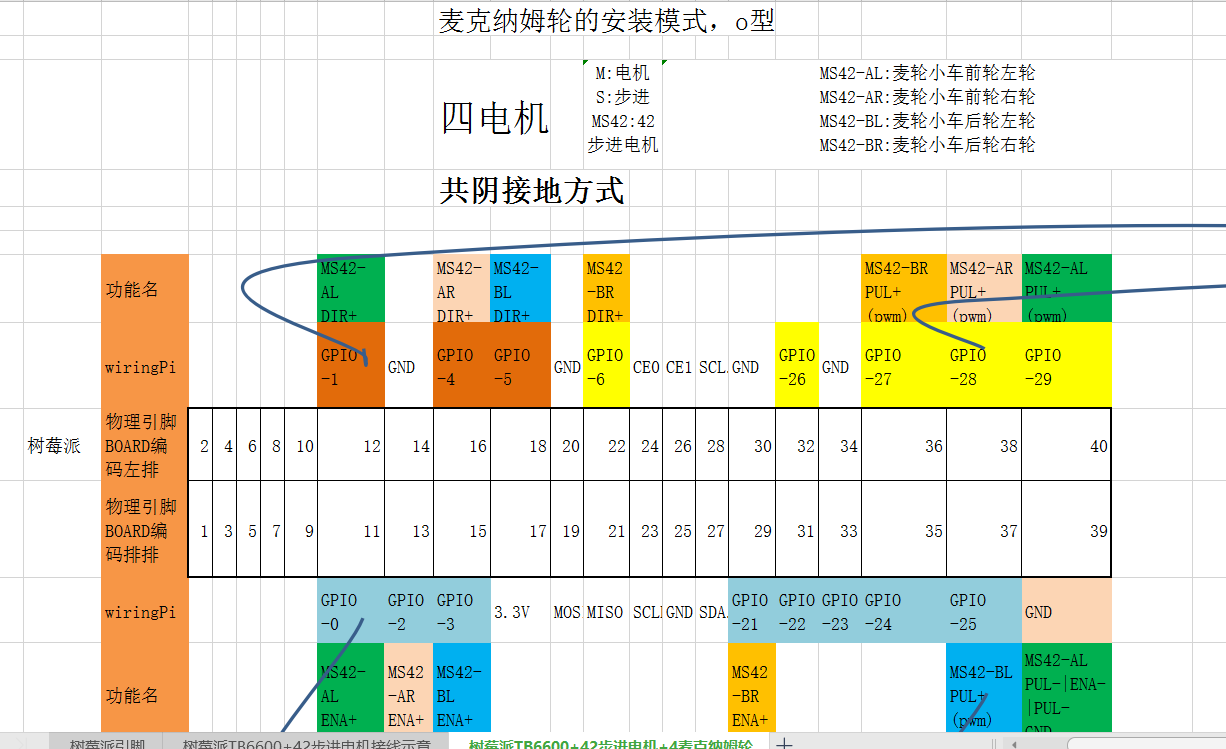 麦克纳姆轮的安装模式，o型
四电机
M:电机
S:步进
MS42:42
步进电机
MS42-AL:麦轮小车前轮左轮
MS42-AR:麦轮小车前轮右轮
MS42-BL:麦轮小车后轮左轮
MS42-BR:麦轮小车后轮右轮
共阴接地方式
功能名
MS42-
AL
DIR+
MS42-
AR
DIR+
MS42-
BL
DIR+
MS42
-BR
DIR+
MS42-BR
PUL+
(pwm)
MS42-AR
PUL+
(pwm)
MS42-AL
PUL+
(pwm)
wiringPi
GPIO
-1
GND
GPIO
-4
GPIO
-5
GND
GPIO
-6
CE0
CE1
SCL
GND
GPIO
-26
GND
GPIO
-27
GPIO
-28
GPIO
-29
树莓派
物理引脚
BOARD编
码左排
2 4 6 8 10 12 14 16 18 20 22 24 26 28 30 32 34 36 38 40
物理引脚
BOARD编
码排排
1 3 5 7 9 11 13 15 17 19 21 23 25 27 29 31 33 35 37 39
wiringPi
GPIO
-0
GPIO
-2
GPIO
-3
3.3V
MOS
MISO
SCL
GND
SDA
GPIO
-21
GPIO
-22
GPIO
-23
GPIO
-24
GPIO
-25
GND
功能名
MS42-
AL
ENA+
MS42
-AR
ENA+
MS42-
BL
ENA+
MS42
-BR
ENA+
MS42-BL
PUL+
(pwm)
MS42-AL
PUL-|ENA-
|PUL-
GND
树莓派引脚
树莓派TB6600+42步进电机接线示意
树莓派TB6600+42步进电机+4麦克纳姆轮